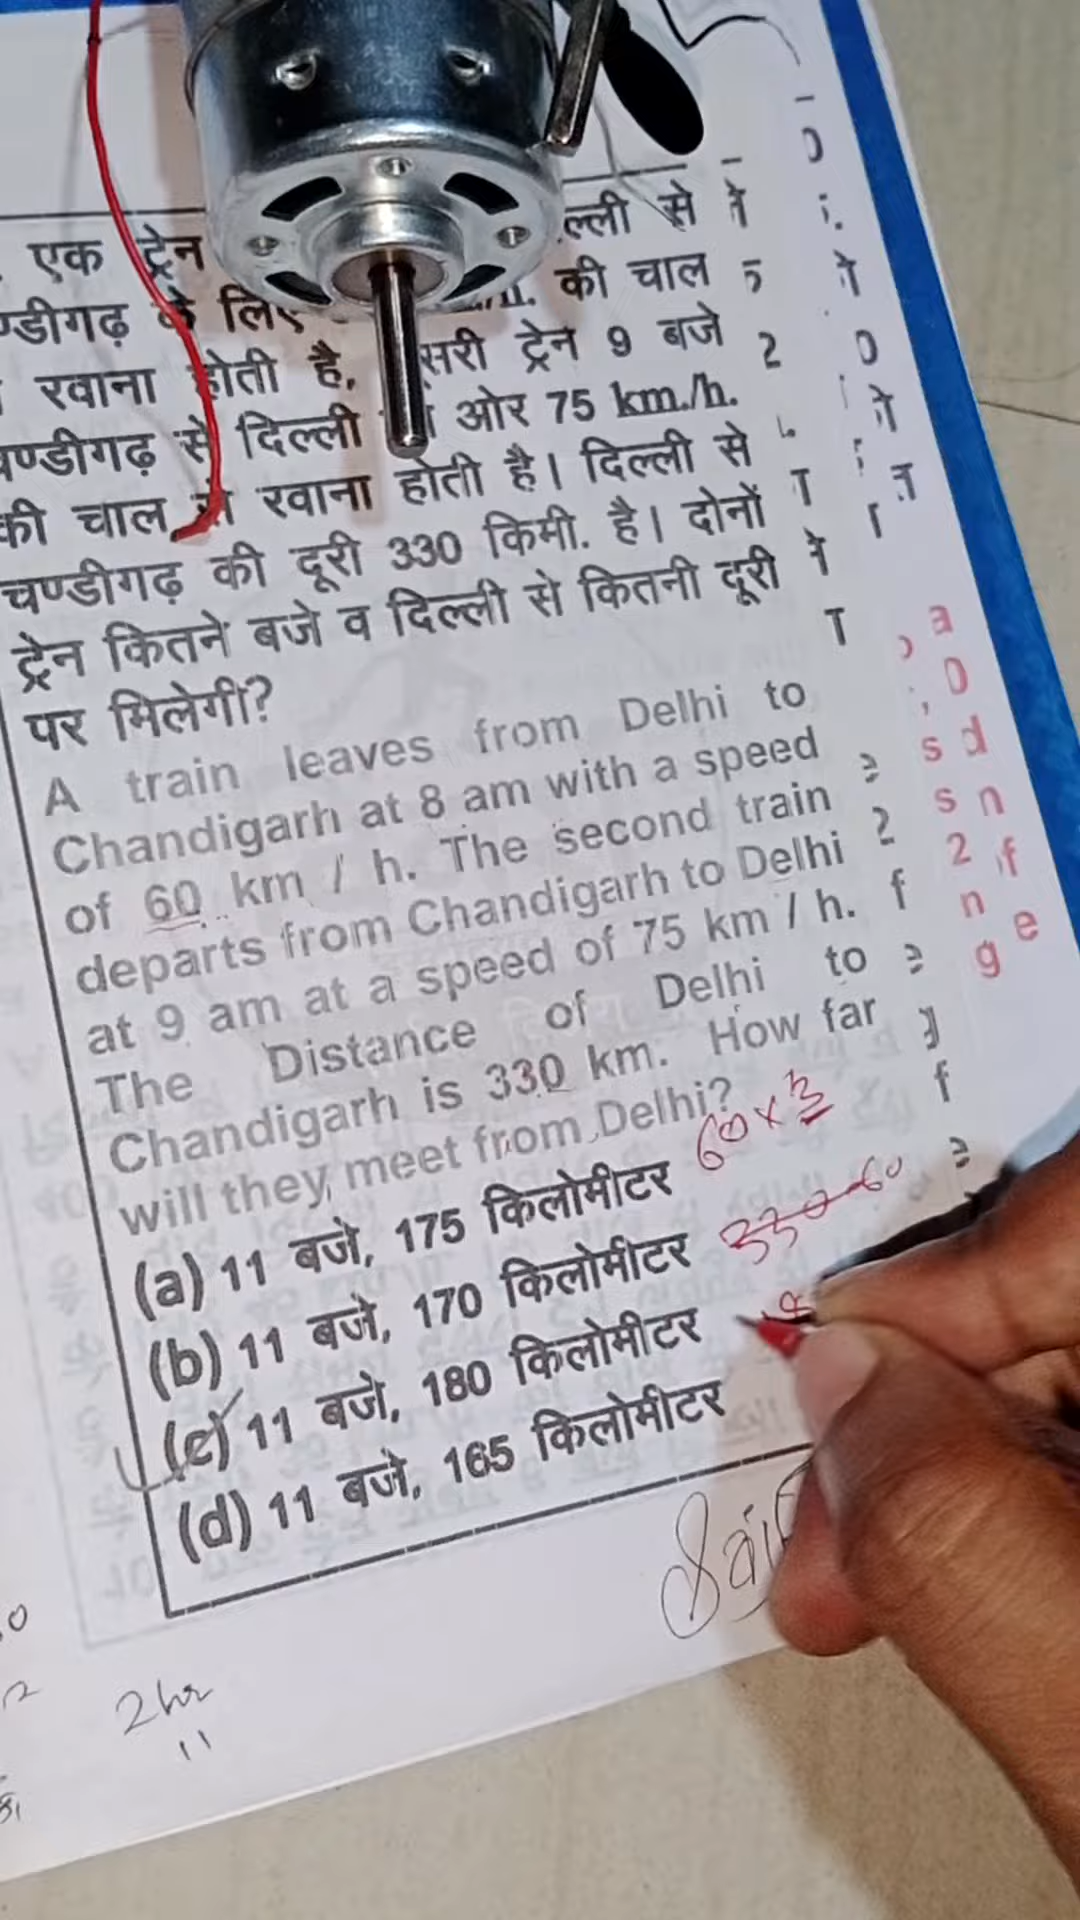 एक ट्रेन ल्ली से
ण्डीगढ़ के लिए की चाल
रवाना होती है, सरी ट्रेन 9 बजे
चण्डीगढ़ से दिल्ली ओर 75 km./h.
की चाल से रवाना होती है। दिल्ली से
चण्डीगढ़ की दूरी 330 किमी. है। दोनों
ट्रेन कितने बजे व दिल्ली से कितनी दूरी
पर मिलेगी?
A train leaves from Delhi to
Chandigarh at 8 am with a speed
of 60 km / h. The second train
departs from Chandigarh to Delhi
at 9 am at a speed of 75 km / h.
The Distance of Delhi to
Chandigarh is 330 km. How far
will they, meet from Delhi?
60 × 3
(a) 11 बजे, 175 किलोमीटर
330-60
(b) 11 बजे, 170 किलोमीटर
(c) 11 बजे, 180 किलोमीटर
(d) 11 बजे, 165 किलोमीटर
2hr
11